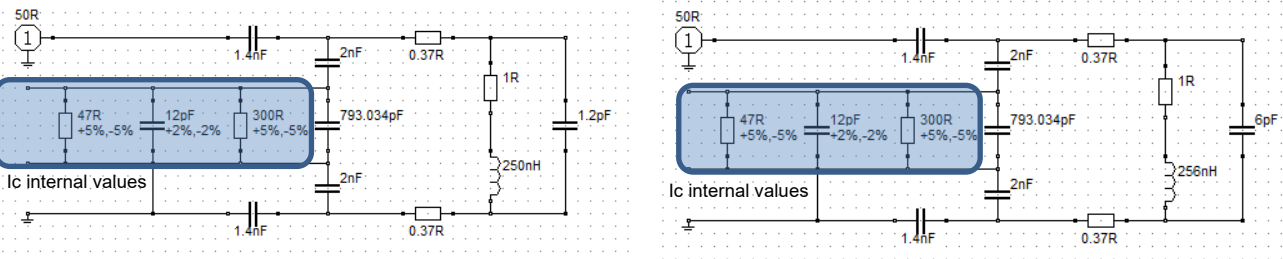 50R
1
1.4nF
2nF
0.37R
1R
47R
+5%,-5%
12pF
+2%,-2%
300R
+5%,-5%
793.034pF
1.2pF
250nH
Ic internal values
2nF
1.4nF
0.37R
50R
1
1.4nF
2nF
0.37R
1R
47R
+5%,-5%
12pF
+2%,-2%
300R
+5%,-5%
793.034pF
6pF
256nH
Ic internal values
2nF
1.4nF
0.37R